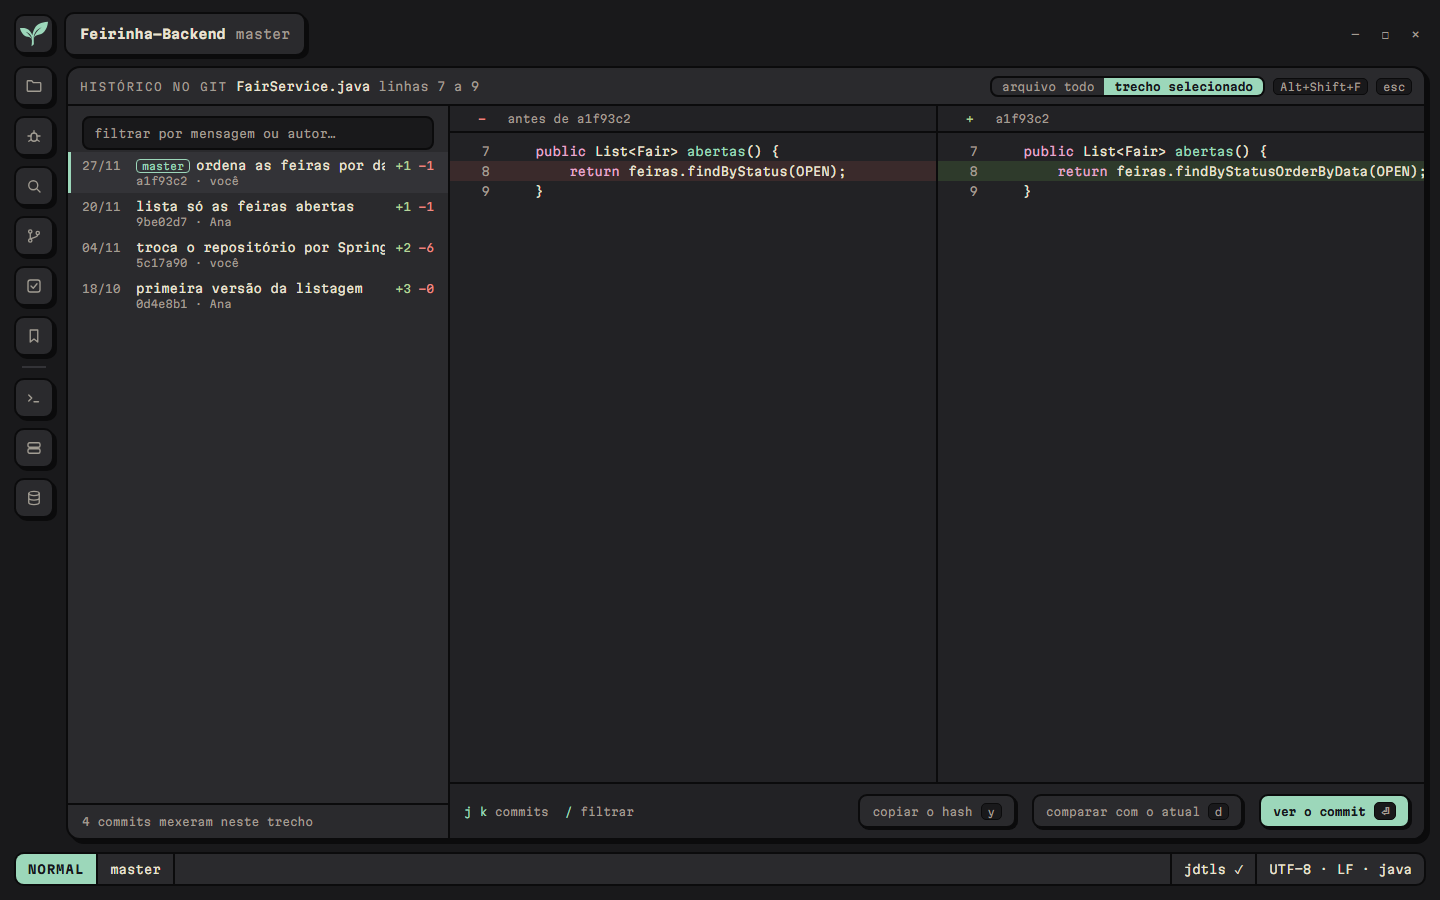 Feirinha-Backend master
HISTÓRICO NO GIT FairService.java linhas 7 a 9
arquivo todo trecho selecionado Alt+Shift+F esc
filtrar por mensagem ou autor…
27/11 master ordena as feiras por da +1 −1
a1f93c2 · você
20/11 lista só as feiras abertas +1 −1
9be02d7 · Ana
04/11 troca o repositório por Spring +2 −6
5c17a90 · você
18/10 primeira versão da listagem +3 −0
0d4e8b1 · Ana
4 commits mexeram neste trecho
− antes de a1f93c2
7 public List<Fair> abertas() {
8 return feiras.findByStatus(OPEN);
9 }
+ a1f93c2
7 public List<Fair> abertas() {
8 return feiras.findByStatusOrderByData(OPEN);
9 }
j k commits / filtrar
copiar o hash y
comparar com o atual d
ver o commit ⏎
NORMAL master
jdtls ✓ UTF-8 · LF · java